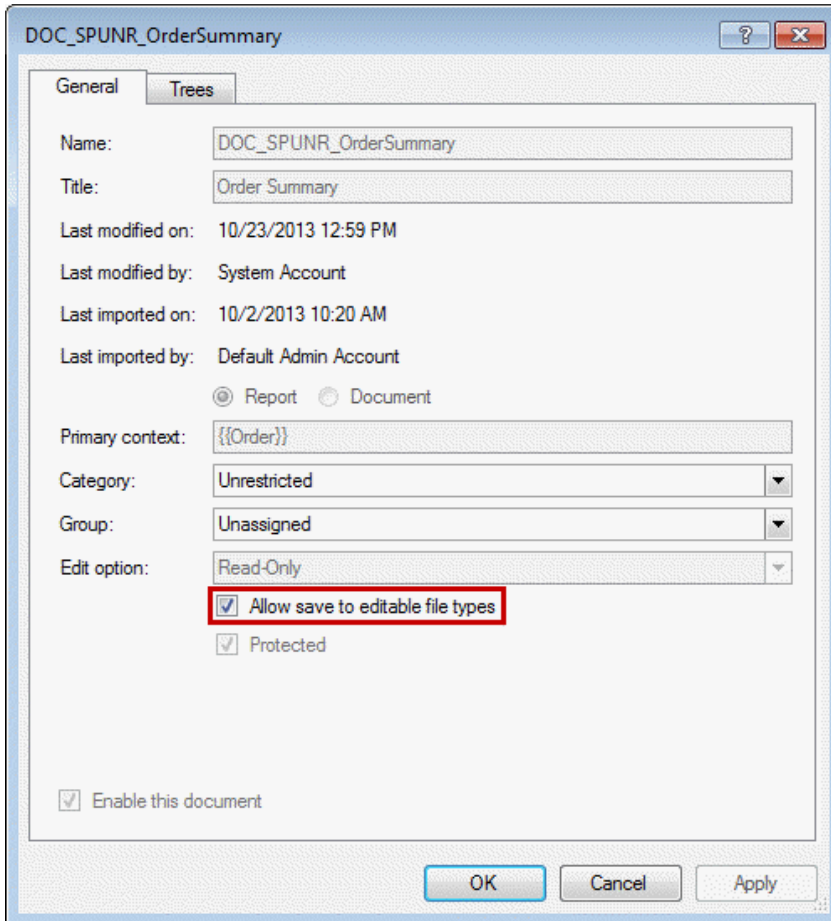 DOC_SPUNR_OrderSummary
General Trees
Name: DOC_SPUNR_OrderSummary
Title: Order Summary
Last modified on: 10/23/2013 12:59 PM
Last modified by: System Account
Last imported on: 10/2/2013 10:20 AM
Last imported by: Default Admin Account
Report Document
Primary context: {{Order}}
Category: Unrestricted
Group: Unassigned
Edit option: Read-Only
Allow save to editable file types
Protected
Enable this document
OK Cancel Apply